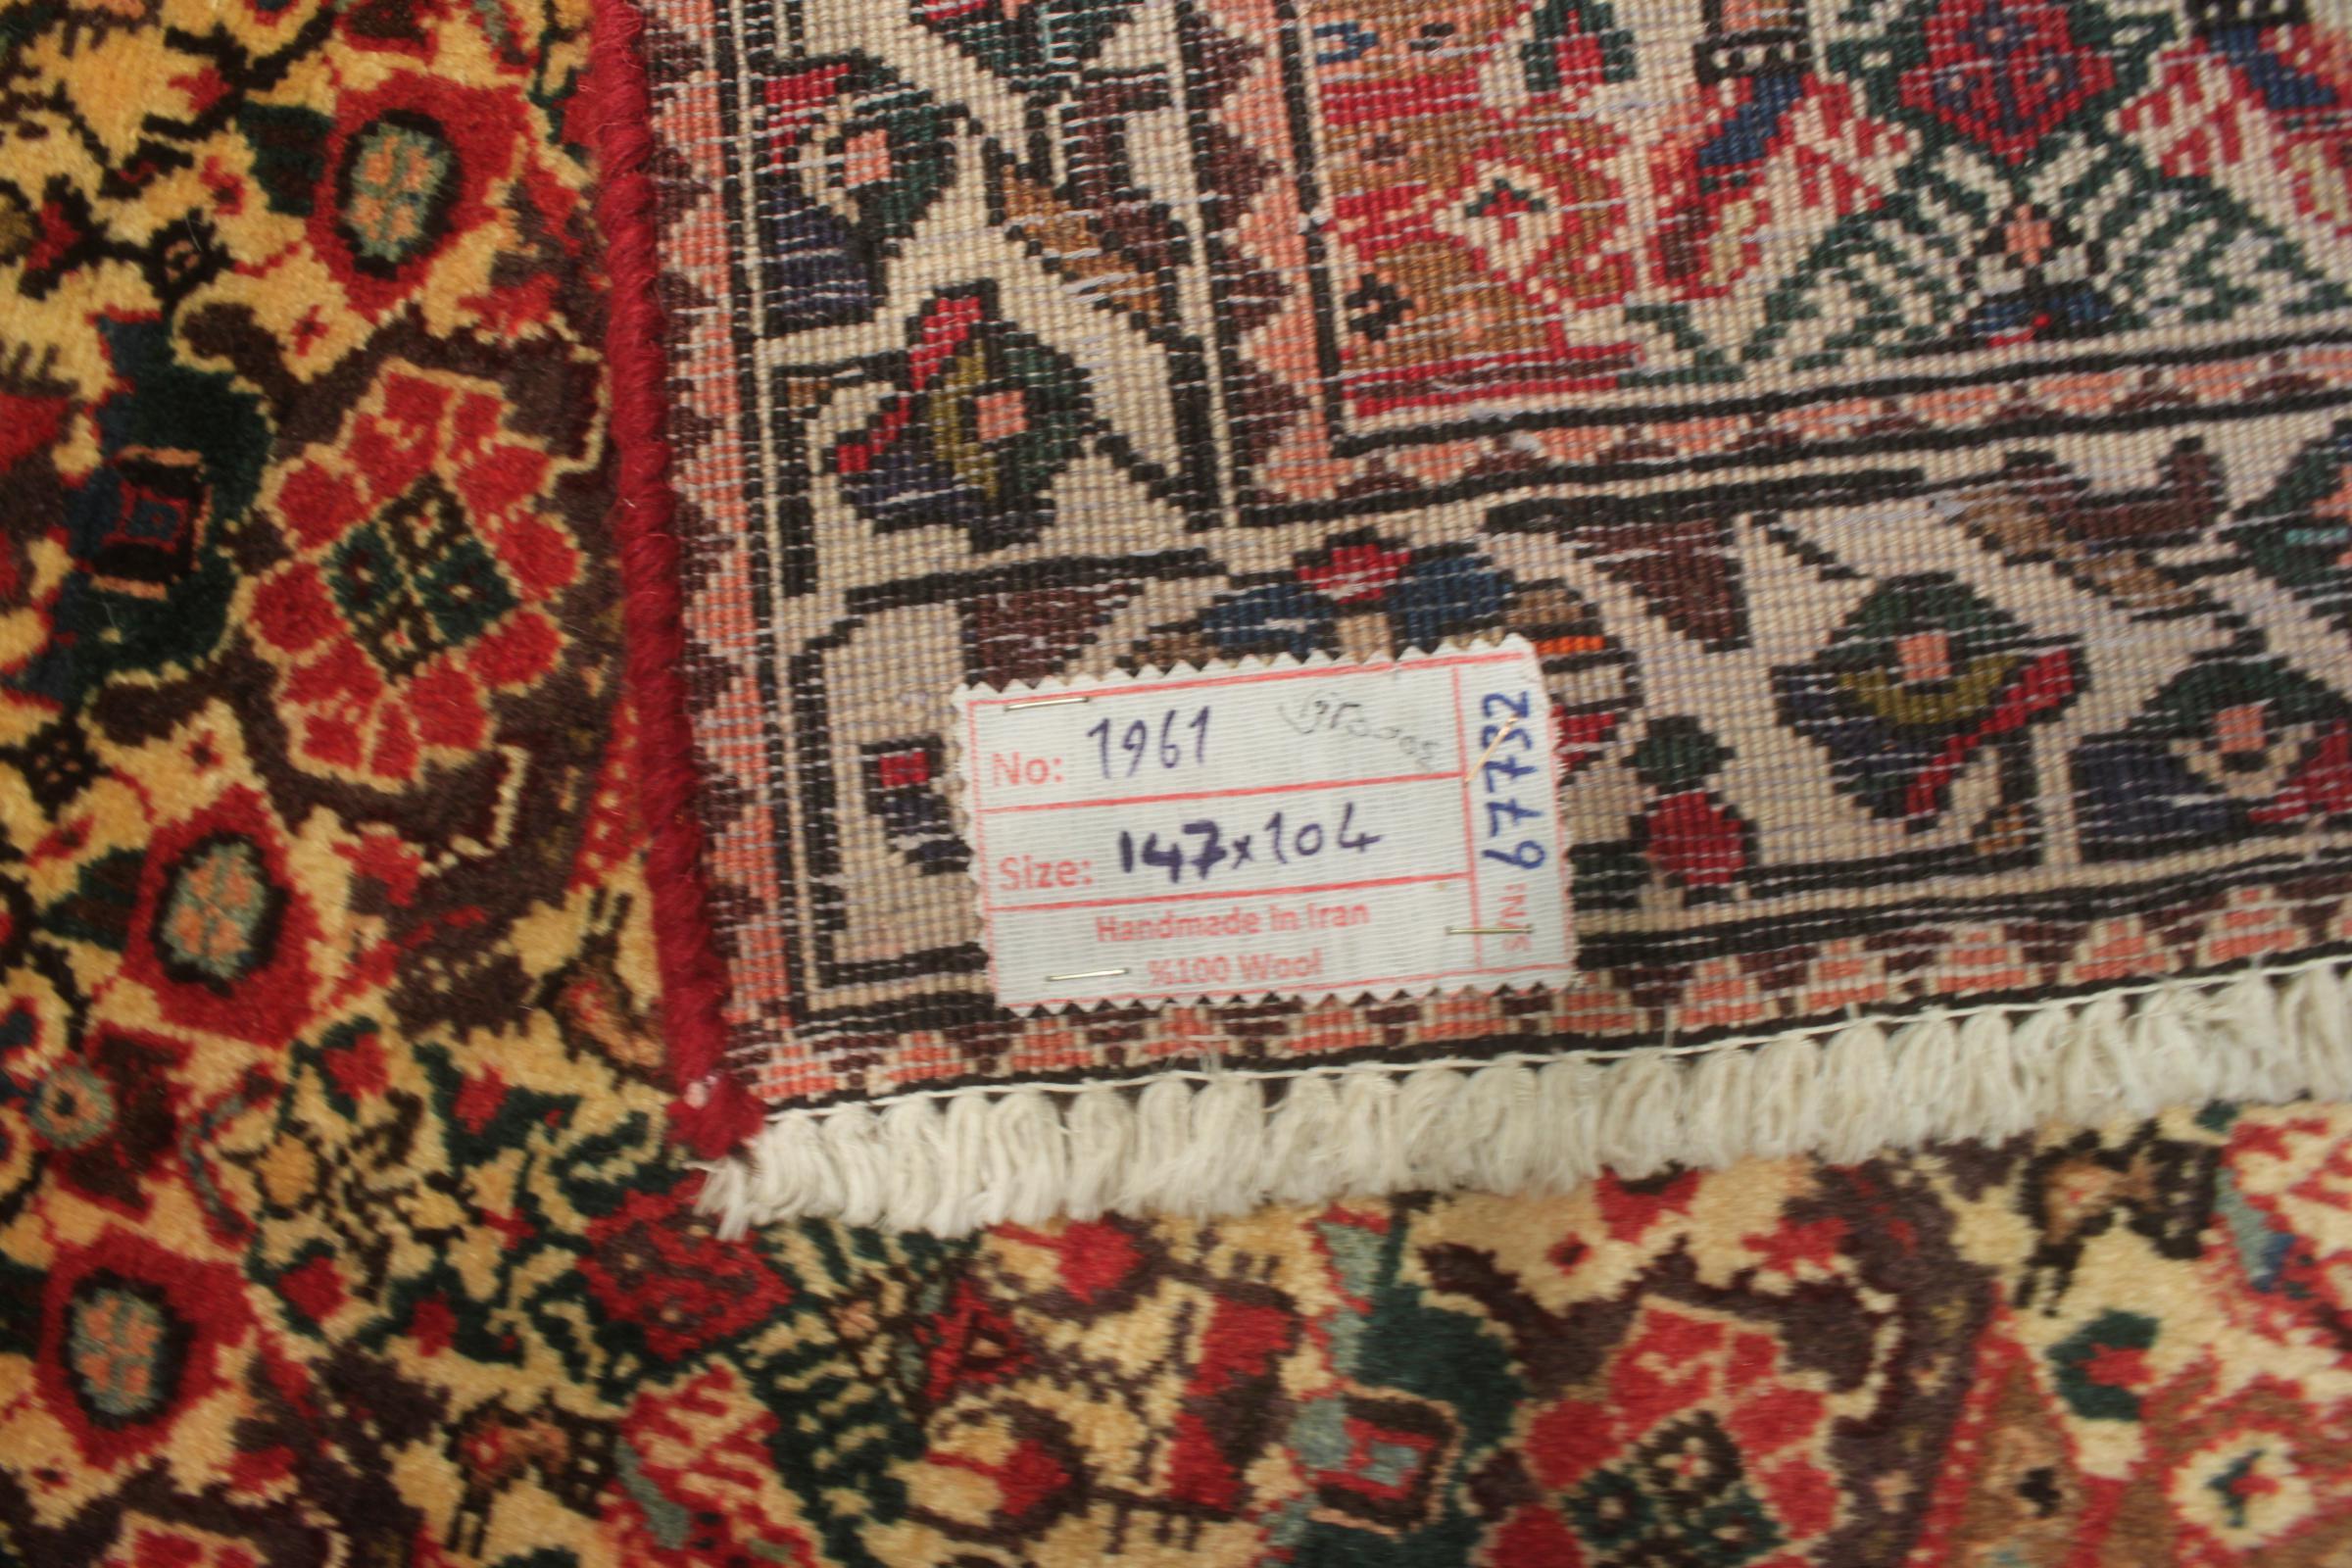 No: 1961
Size: 147x104
Handmade in Iran
%100 Wool
S/N: 67732